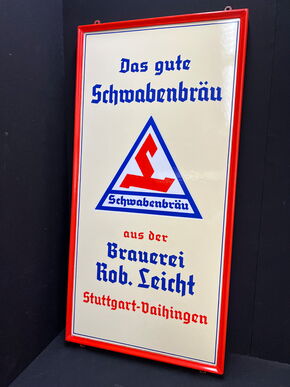 Das gute
Schwabenbräu
L
Schwabenbräu
aus der
Brauerei
Rob. Leicht
Stuttgart-Vaihingen